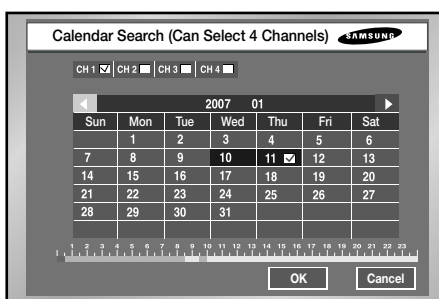 Calendar Search (Can Select 4 Channels) SAMSUNG
CH 1 CH 2 CH 3 CH 4
2007 01
Sun Mon Tue Wed Thu Fri Sat
1 2 3 4 5 6
7 8 9 10 11 12 13
14 15 16 17 18 19 20
21 22 23 24 25 26 27
28 29 30 31
1 2 3 4 5 6 7 8 9 10 11 12 13 14 15 16 17 18 19 20 21 22 23
OK Cancel